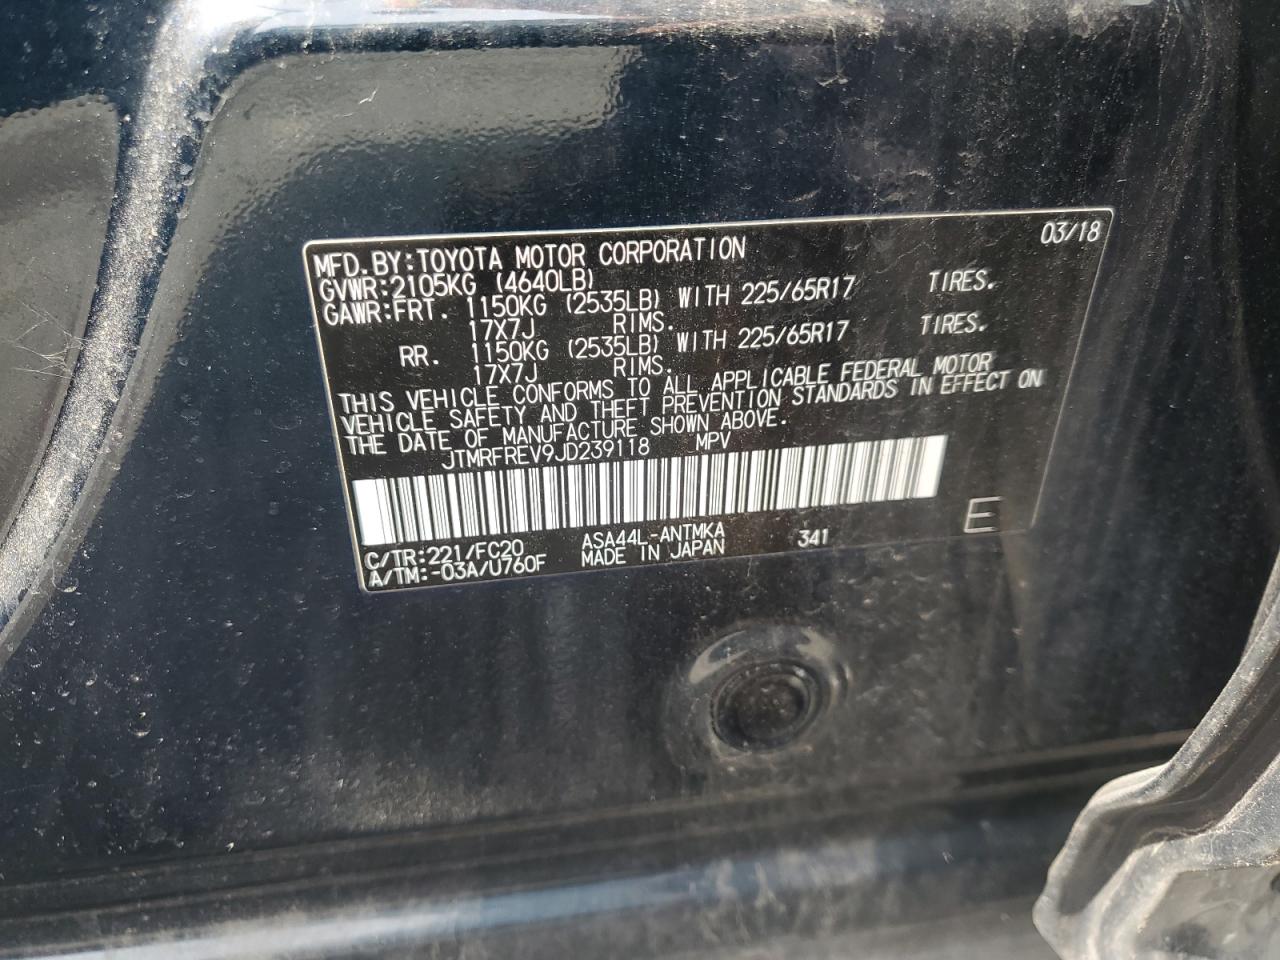 MFD.BY:TOYOTA MOTOR CORPORATION 03/18
GVWR:2105KG (4640LB)
GAWR:FRT. 1150KG (2535LB) WITH 225/65R17 TIRES.
17X7J RIMS.
RR. 1150KG (2535LB) WITH 225/65R17 TIRES.
17X7J RIMS.
THIS VEHICLE CONFORMS TO ALL APPLICABLE FEDERAL MOTOR
VEHICLE SAFETY AND THEFT PREVENTION STANDARDS IN EFFECT ON
THE DATE OF MANUFACTURE SHOWN ABOVE.
JTMRFREV9JD239118 MPV
C/TR:221/FC20 ASA44L-ANTMKA 341 E
A/TM:-03A/U760F MADE IN JAPAN